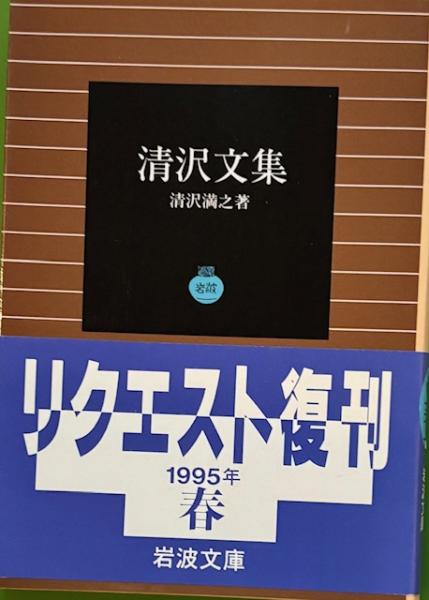 清沢文集
清沢満之著
岩波
リクエスト復刊
1995年
春
岩波文庫